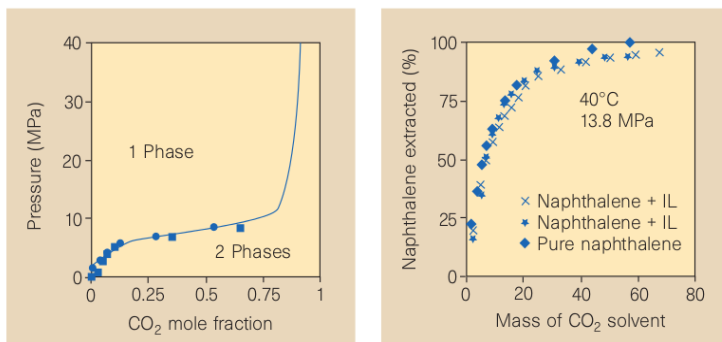 40
20
10
0
0
0.25
0.5
0.75
1
Pressure (MPa)
CO2 mole fraction
1 Phase
2 Phases
100
75
50
25
0
0
20
40
60
80
Naphthalene extracted (%)
Mass of CO2 solvent
40°C
13.8 MPa
Naphthalene + IL
Naphthalene + IL
Pure naphthalene